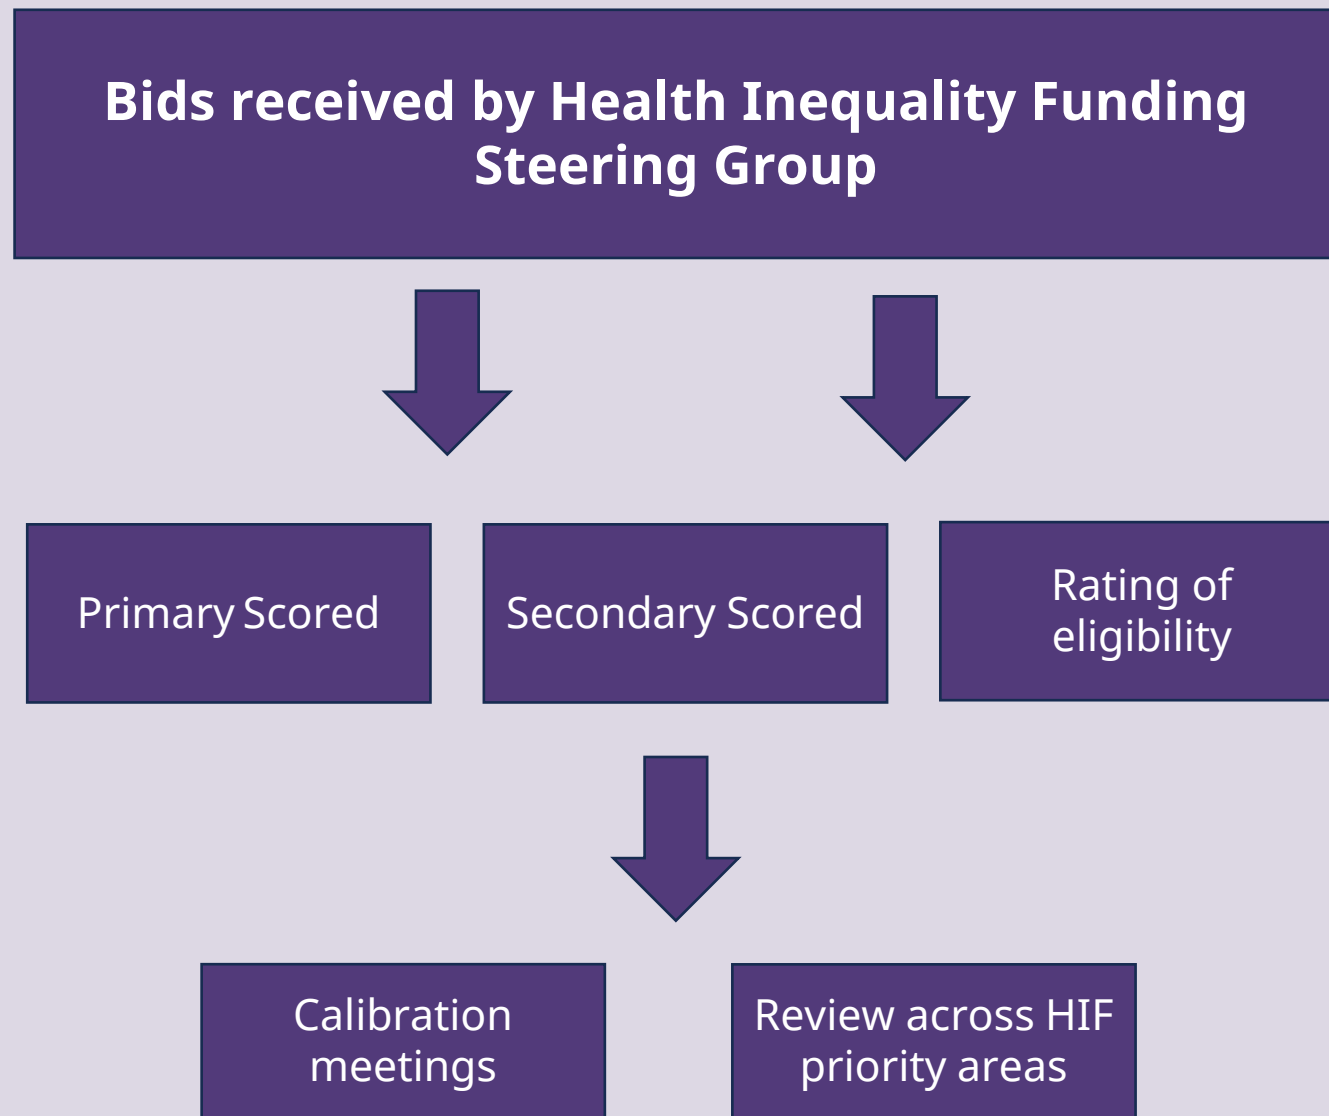 Bids received by Health Inequality Funding
Steering Group
Primary Scored
Secondary Scored
Rating of
eligibility
Calibration
meetings
Review across HIF
priority areas